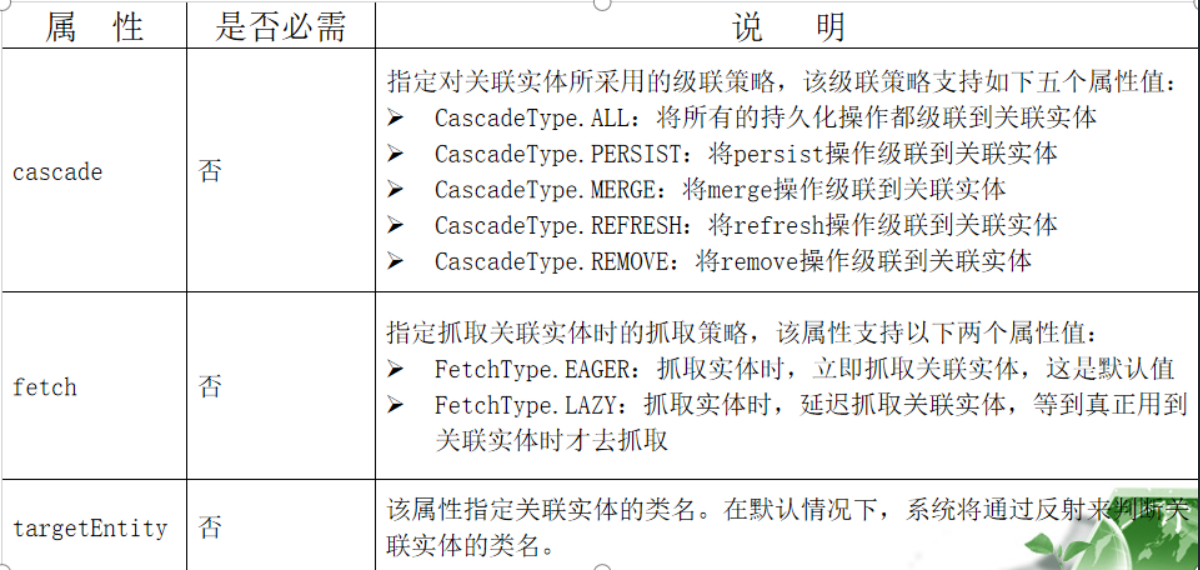 属 性 是否必需 说 明
cascade 否 指定对关联实体所采用的级联策略，该级联策略支持如下五个属性值：
➢ CascadeType.ALL：将所有的持久化操作都级联到关联实体
➢ CascadeType.PERSIST：将persist操作级联到关联实体
➢ CascadeType.MERGE：将merge操作级联到关联实体
➢ CascadeType.REFRESH：将refresh操作级联到关联实体
➢ CascadeType.REMOVE：将remove操作级联到关联实体
fetch 否 指定抓取关联实体时的抓取策略，该属性支持以下两个属性值：
➢ FetchType.EAGER：抓取实体时，立即抓取关联实体，这是默认值
➢ FetchType.LAZY：抓取实体时，延迟抓取关联实体，等到真正用到
关联实体时才去抓取
targetEntity 否 该属性指定关联实体的类名。在默认情况下，系统将通过反射来判断关
联实体的类名。